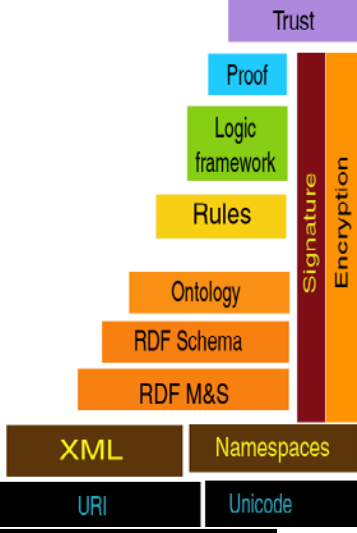 Trust
Proof
Logic
framework
Rules
Ontology
RDF Schema
RDF M&S
Signature
Encryption
XML
Namespaces
URI
Unicode